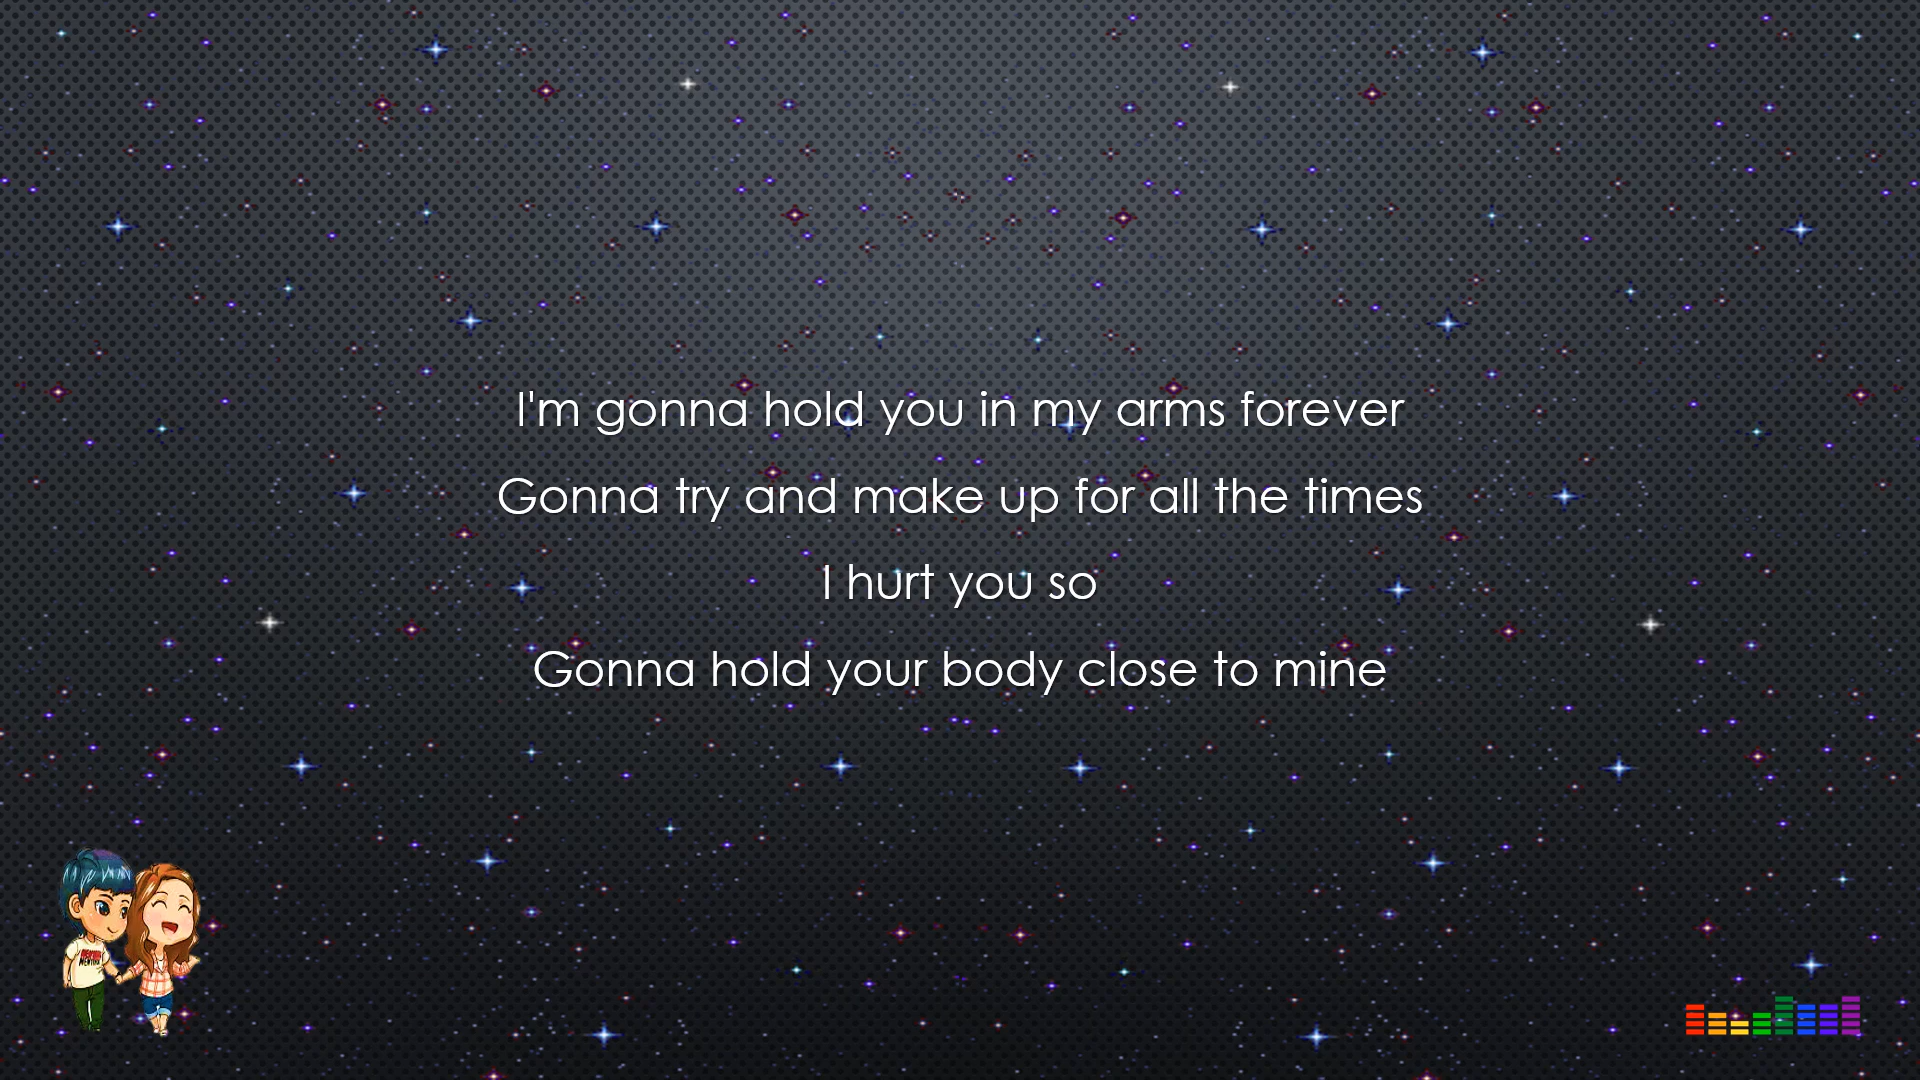 I'm gonna hold you in my arms forever
Gonna try and make up for all the times
I hurt you so
Gonna hold your body close to mine